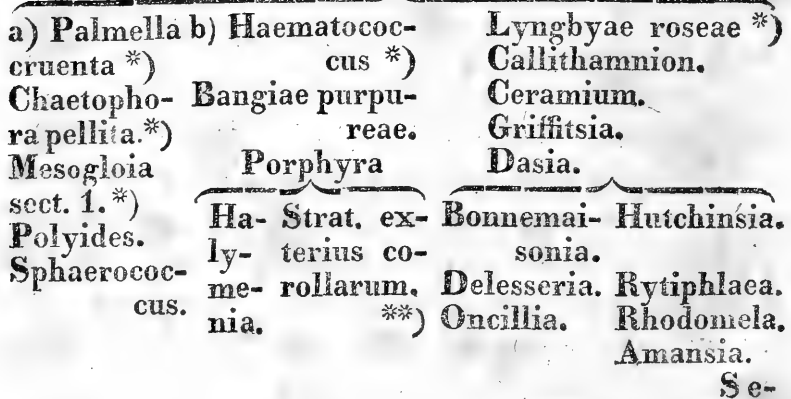 a) Palmella
cruenta *)
Chaetopho-
ra pellita.*)
Mesogloia
sect. 1.*)
Polyides.
Sphaerococ-
cus.
b) Haematococ-
cus *)
Bangiae purpu-
reae.
Porphyra
Ha-
ly-
me-
nia.
Strat. ex-
terius co-
rollarum.
**)
Lyngbyae roseae *)
Callithamnion.
Ceramium.
Griffitsia.
Dasia.
Bonnemai-
sonia.
Delesseria.
Oncillia.
Hutchinsia.
Rytiphlaea.
Rhodomela.
Amansia.
Se-